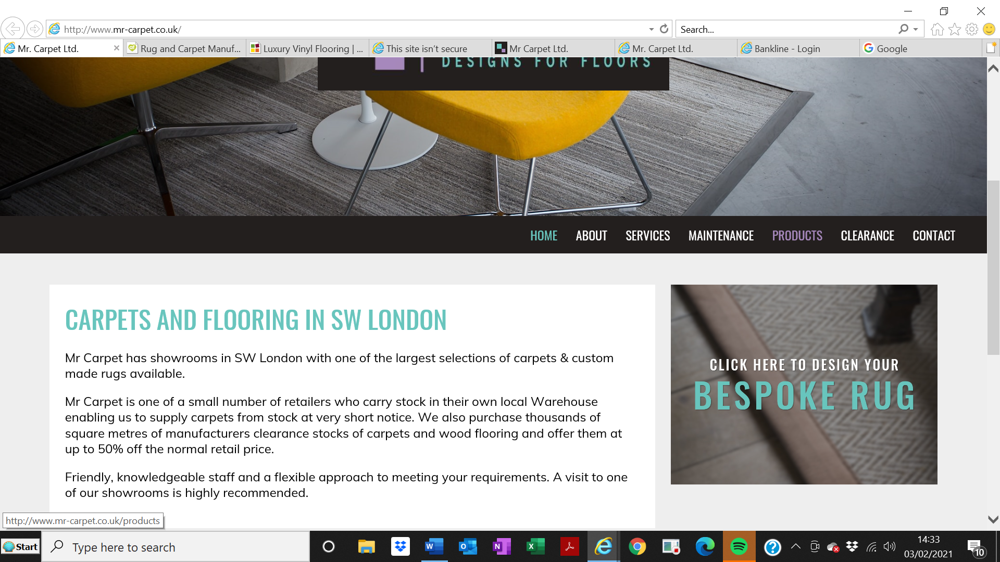 http://www.mr-carpet.co.uk/
Search...
Mr. Carpet Ltd.
Rug and Carpet Manuf...
Luxury Vinyl Flooring | ...
This site isn't secure
Mr Carpet Ltd.
Mr. Carpet Ltd.
Bankline - Login
Google
DESIGNS FOR FLOORS
HOME ABOUT SERVICES MAINTENANCE PRODUCTS CLEARANCE CONTACT
CARPETS AND FLOORING IN SW LONDON
Mr Carpet has showrooms in SW London with one of the largest selections of carpets & custom
made rugs available.
Mr Carpet is one of a small number of retailers who carry stock in their own local Warehouse
enabling us to supply carpets from stock at very short notice. We also purchase thousands of
square metres of manufacturers clearance stocks of carpets and wood flooring and offer them at
up to 50% off the normal retail price.
Friendly, knowledgeable staff and a flexible approach to meeting your requirements. A visit to one
of our showrooms is highly recommended.
CLICK HERE TO DESIGN YOUR
BESPOKE RUG
http://www.mr-carpet.co.uk/products
Start
Type here to search
14:33
03/02/2021
10